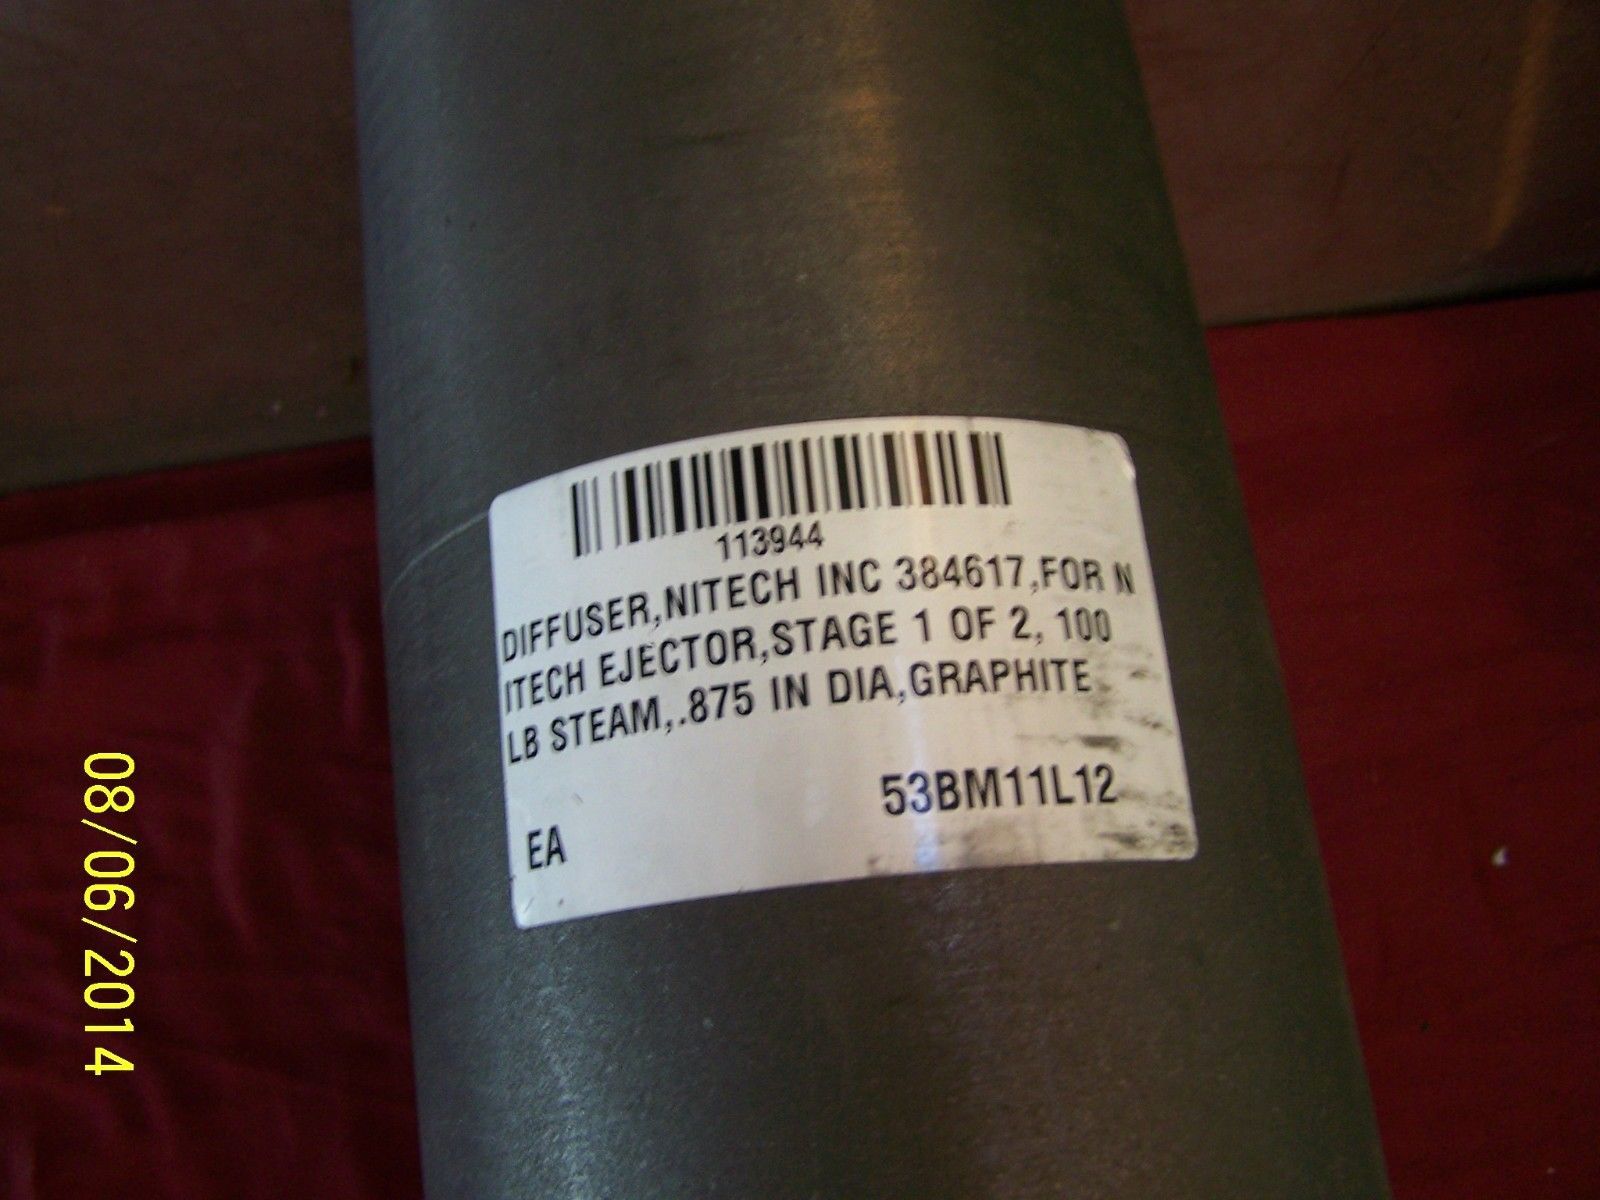 113944
DIFFUSER,NITECH INC 384617,FOR N
ITECH EJECTOR,STAGE 1 OF 2, 100
LB STEAM,.875 IN DIA,GRAPHITE
53BM11L12
EA
08/06/2014